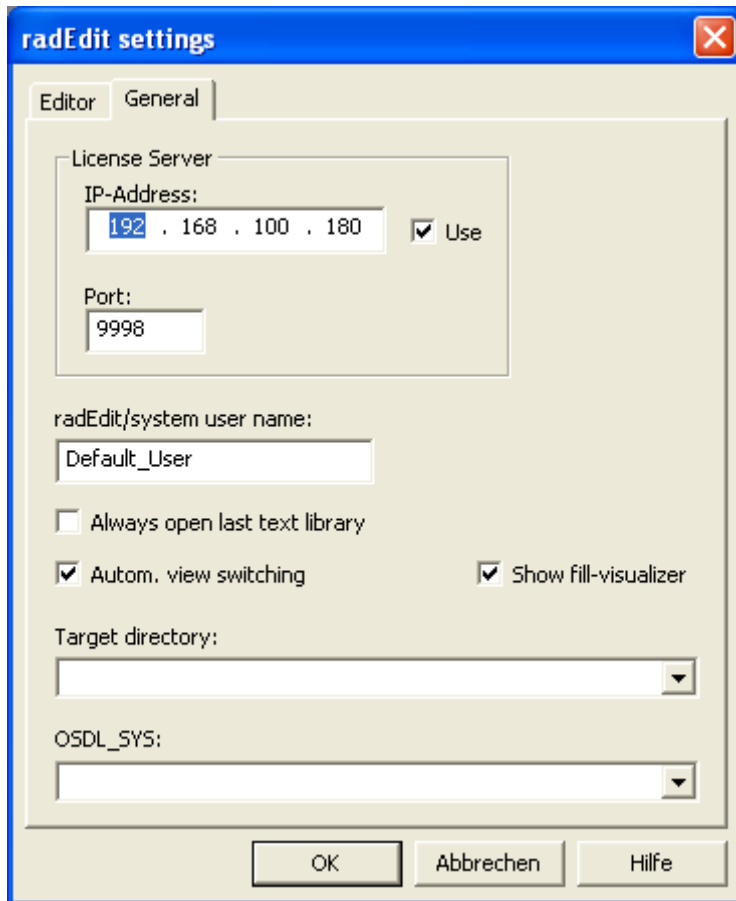 radEdit settings
Editor General
License Server
IP-Address:
192 . 168 . 100 . 180 Use
Port:
9998
radEdit/system user name:
Default_User
Always open last text library
Autom. view switching Show fill-visualizer
Target directory:
OSDL_SYS:
OK Abbrechen Hilfe